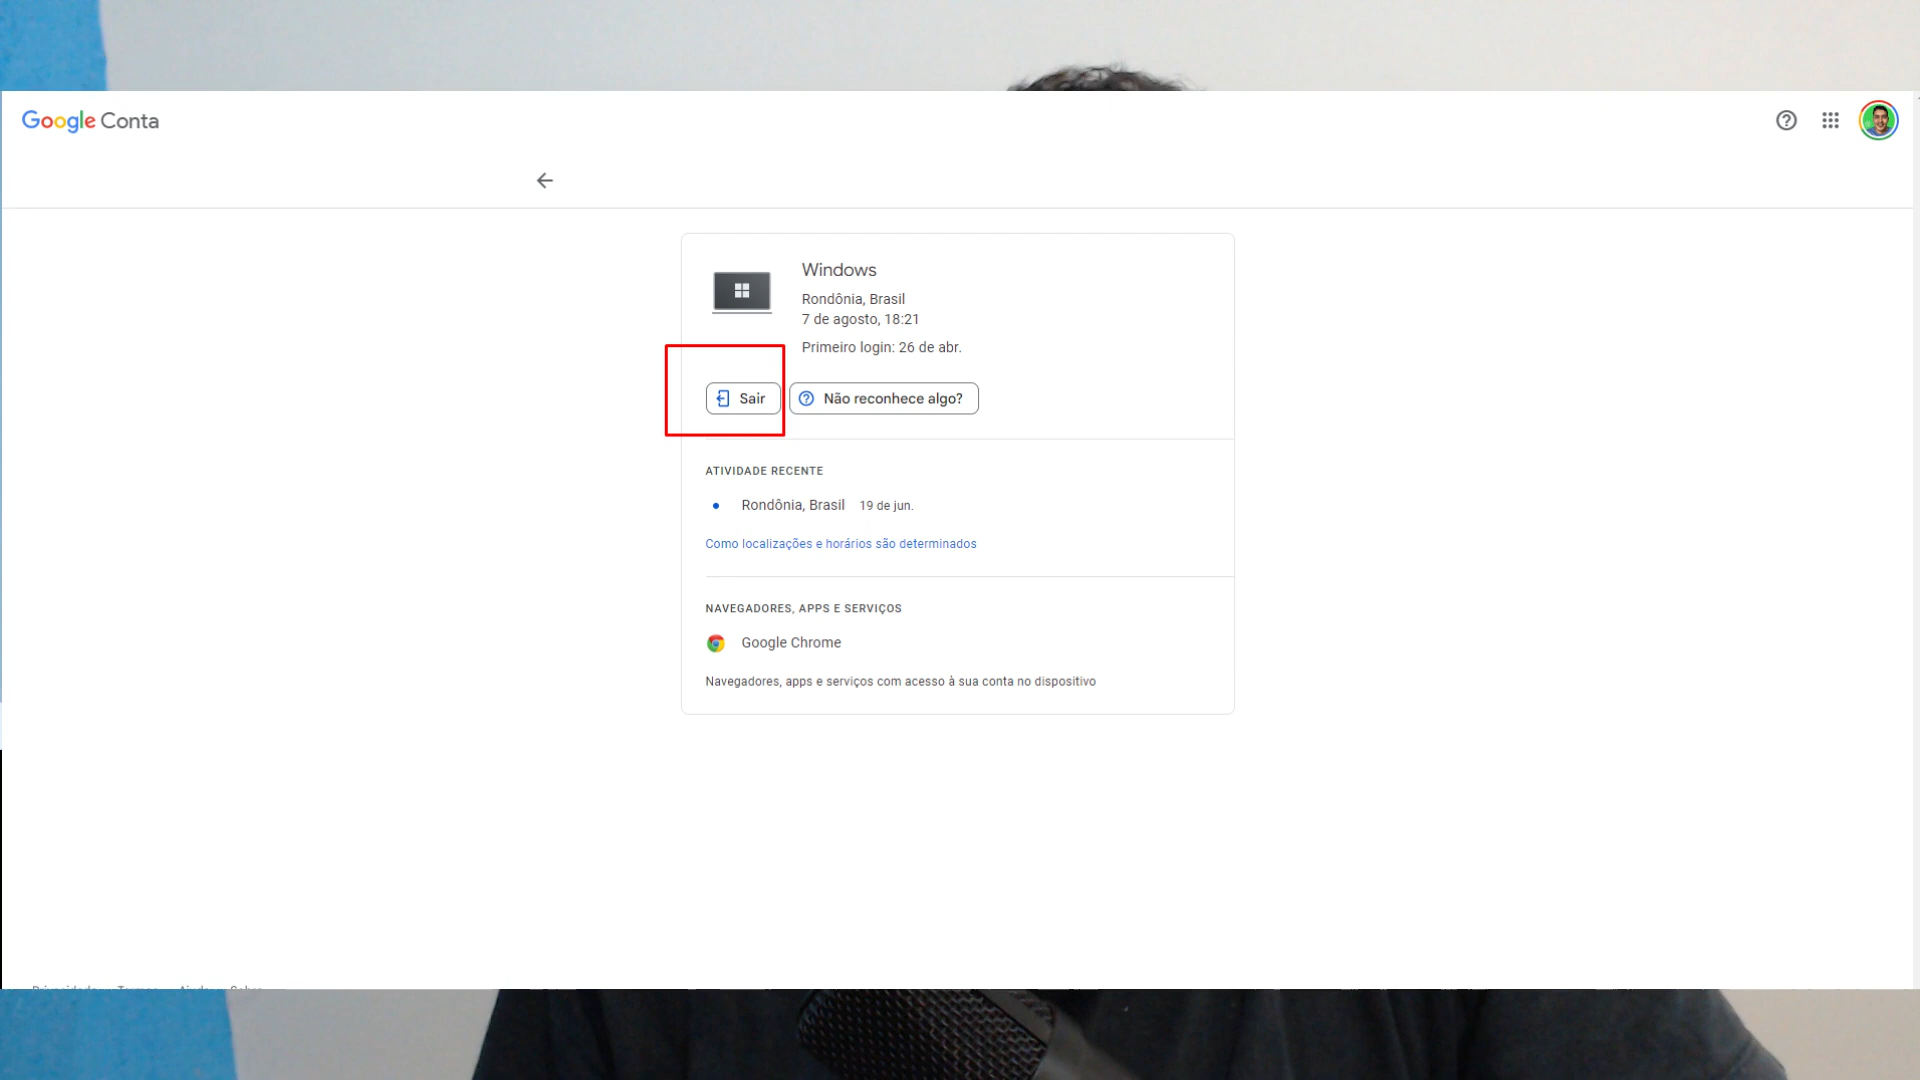 Google Conta
Windows
Rondônia, Brasil
7 de agosto, 18:21
Primeiro login: 26 de abr.
Sair
Não reconhece algo?
ATIVIDADE RECENTE
Rondônia, Brasil 19 de jun.
Como localizações e horários são determinados
NAVEGADORES, APPS E SERVIÇOS
Google Chrome
Navegadores, apps e serviços com acesso à sua conta no dispositivo